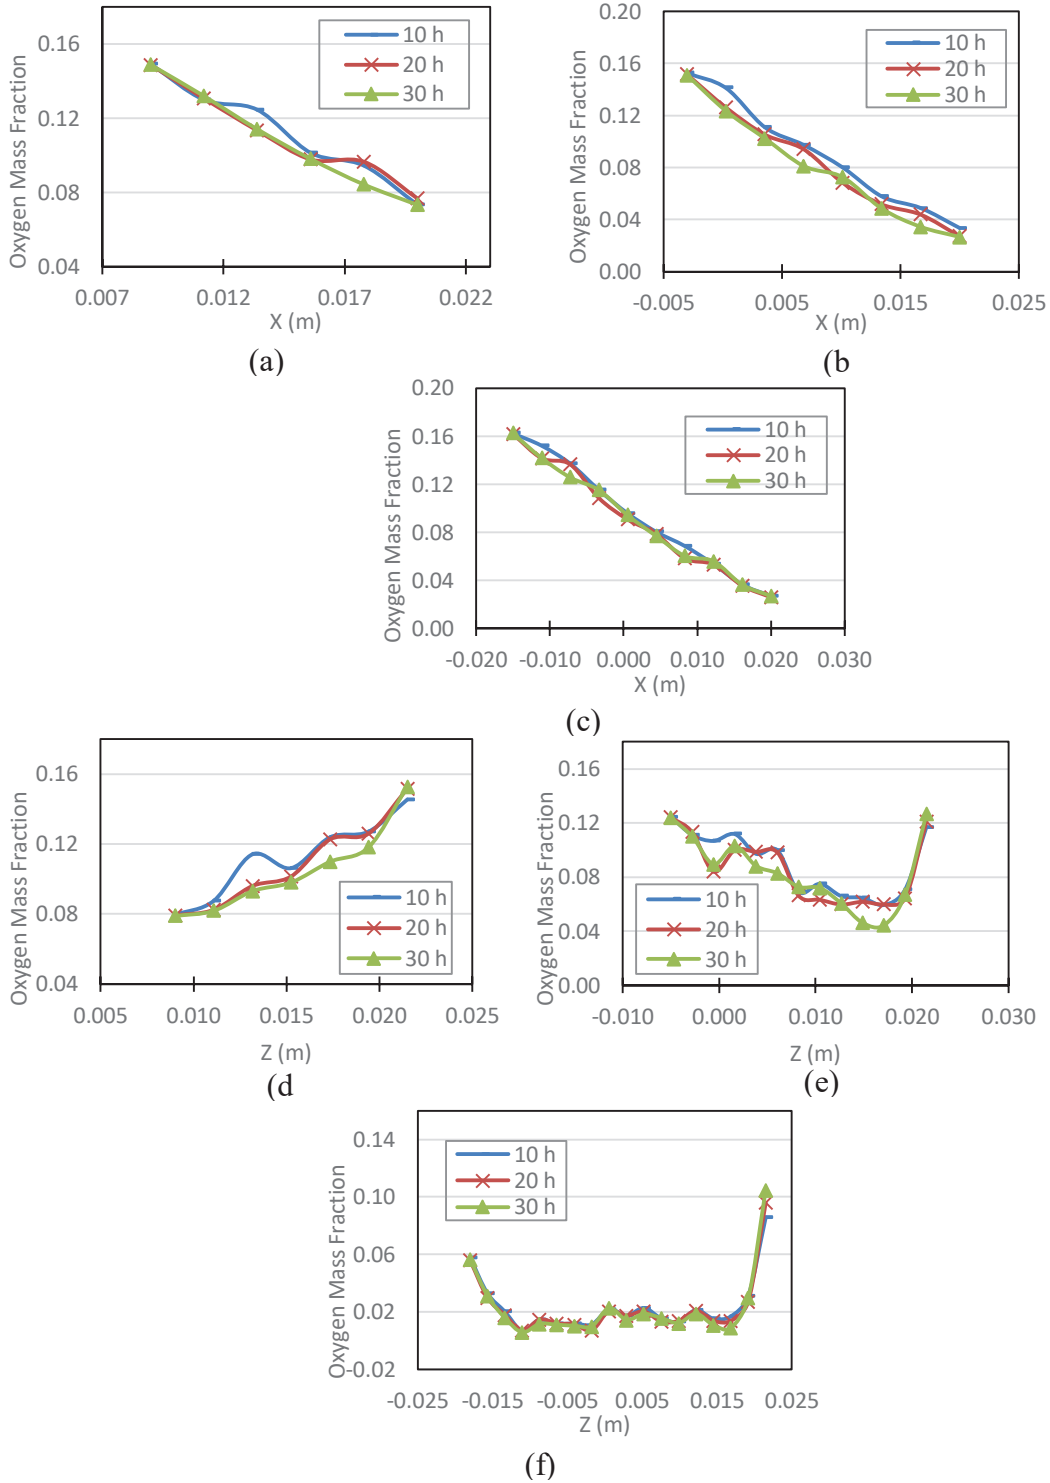 Oxygen Mass Fraction
0.16
0.12
0.08
0.04
10 h
20 h
30 h
0.007
0.012
0.017
0.022
X (m)
(a)
Oxygen Mass Fraction
0.20
0.16
0.12
0.08
0.04
0.00
10 h
20 h
30 h
-0.005
0.005
0.015
0.025
X (m)
(b)
Oxygen Mass Fraction
0.20
0.16
0.12
0.08
0.04
0.00
10 h
20 h
30 h
-0.020
-0.010
0.000
0.010
0.020
0.030
X (m)
(c)
Oxygen Mass Fraction
0.16
0.12
0.08
0.04
10 h
20 h
30 h
0.005
0.010
0.015
0.020
0.025
Z (m)
(d
Oxygen Mass Fraction
0.16
0.12
0.08
0.04
0.00
10 h
20 h
30 h
-0.010
0.000
0.010
0.020
0.030
Z (m)
(e)
Oxygen Mass Fraction
0.14
0.10
0.06
0.02
-0.02
10 h
20 h
30 h
-0.025
-0.015
-0.005
0.005
0.015
0.025
Z (m)
(f)